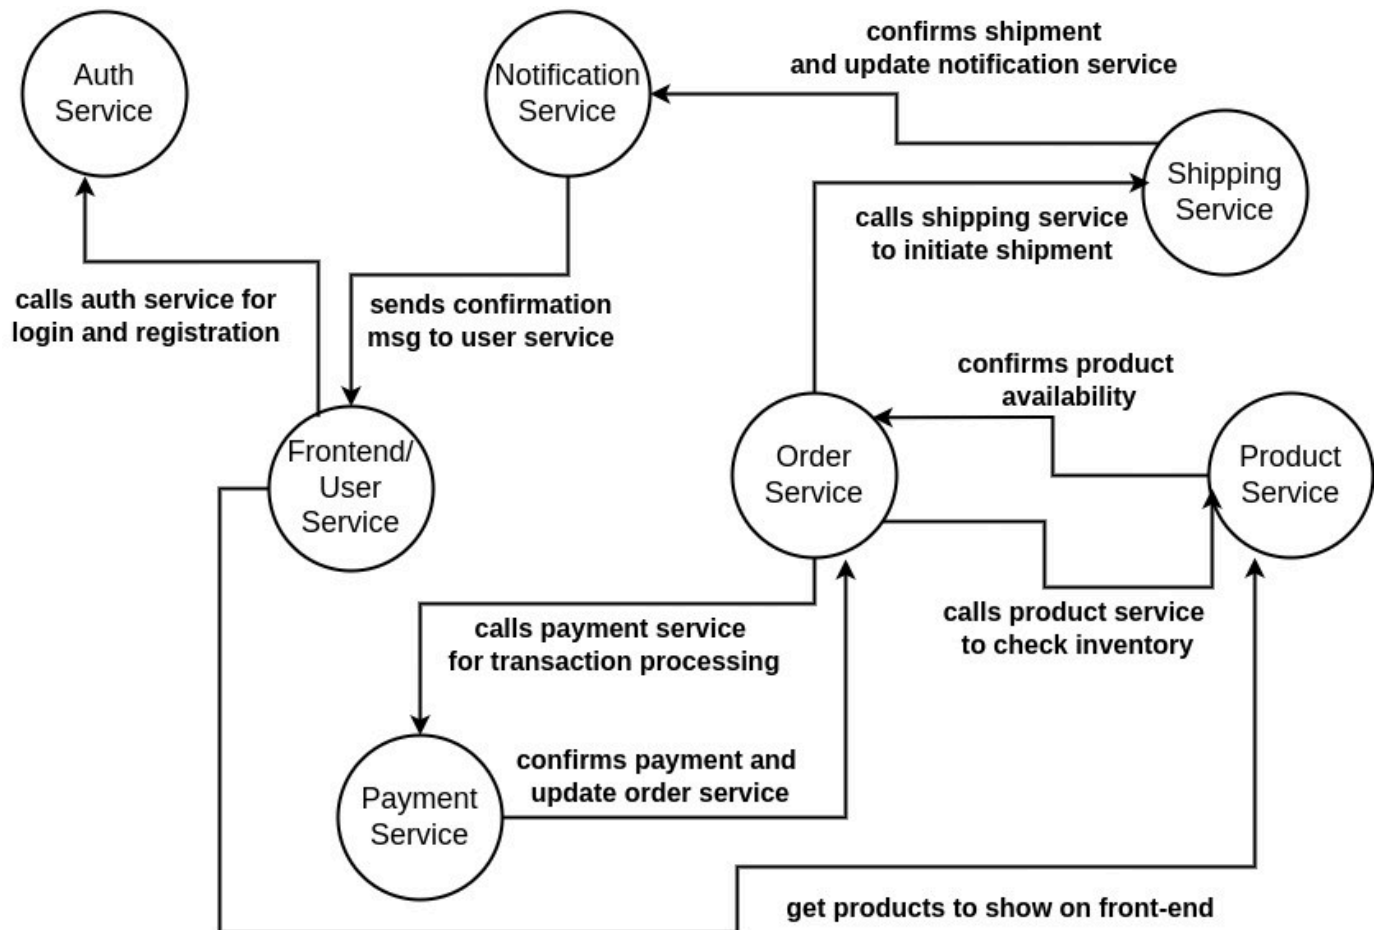 confirms shipment
and update notification service
Auth
Service
Notification
Service
Shipping
Service
calls shipping service
to initiate shipment
calls auth service for
login and registration
sends confirmation
msg to user service
confirms product
availability
Frontend/
User
Service
Order
Service
Product
Service
calls product service
to check inventory
calls payment service
for transaction processing
confirms payment and
update order service
Payment
Service
get products to show on front-end